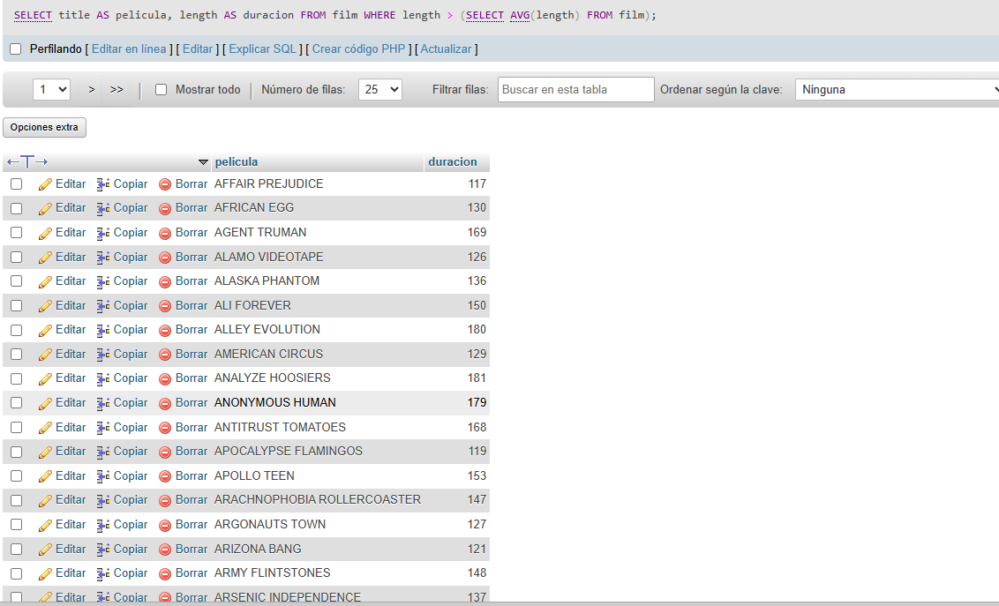 SELECT title AS pelicula, length AS duracion FROM film WHERE length > (SELECT AVG(length) FROM film);
Perfilando [ Editar en línea ] [ Editar ] [ Explicar SQL ] [ Crear código PHP ] [ Actualizar ]
1 > >> | Mostrar todo | Número de filas: 25 Filtrar filas: Buscar en esta tabla Ordenar según la clave: Ninguna
Opciones extra
←T→ pelicula duracion
Editar Copiar Borrar AFFAIR PREJUDICE 117
Editar Copiar Borrar AFRICAN EGG 130
Editar Copiar Borrar AGENT TRUMAN 169
Editar Copiar Borrar ALAMO VIDEOTAPE 126
Editar Copiar Borrar ALASKA PHANTOM 136
Editar Copiar Borrar ALI FOREVER 150
Editar Copiar Borrar ALLEY EVOLUTION 180
Editar Copiar Borrar AMERICAN CIRCUS 129
Editar Copiar Borrar ANALYZE HOOSIERS 181
Editar Copiar Borrar ANONYMOUS HUMAN 179
Editar Copiar Borrar ANTITRUST TOMATOES 168
Editar Copiar Borrar APOCALYPSE FLAMINGOS 119
Editar Copiar Borrar APOLLO TEEN 153
Editar Copiar Borrar ARACHNOPHOBIA ROLLERCOASTER 147
Editar Copiar Borrar ARGONAUTS TOWN 127
Editar Copiar Borrar ARIZONA BANG 121
Editar Copiar Borrar ARMY FLINTSTONES 148
Editar Copiar Borrar ARSENIC INDEPENDENCE 137